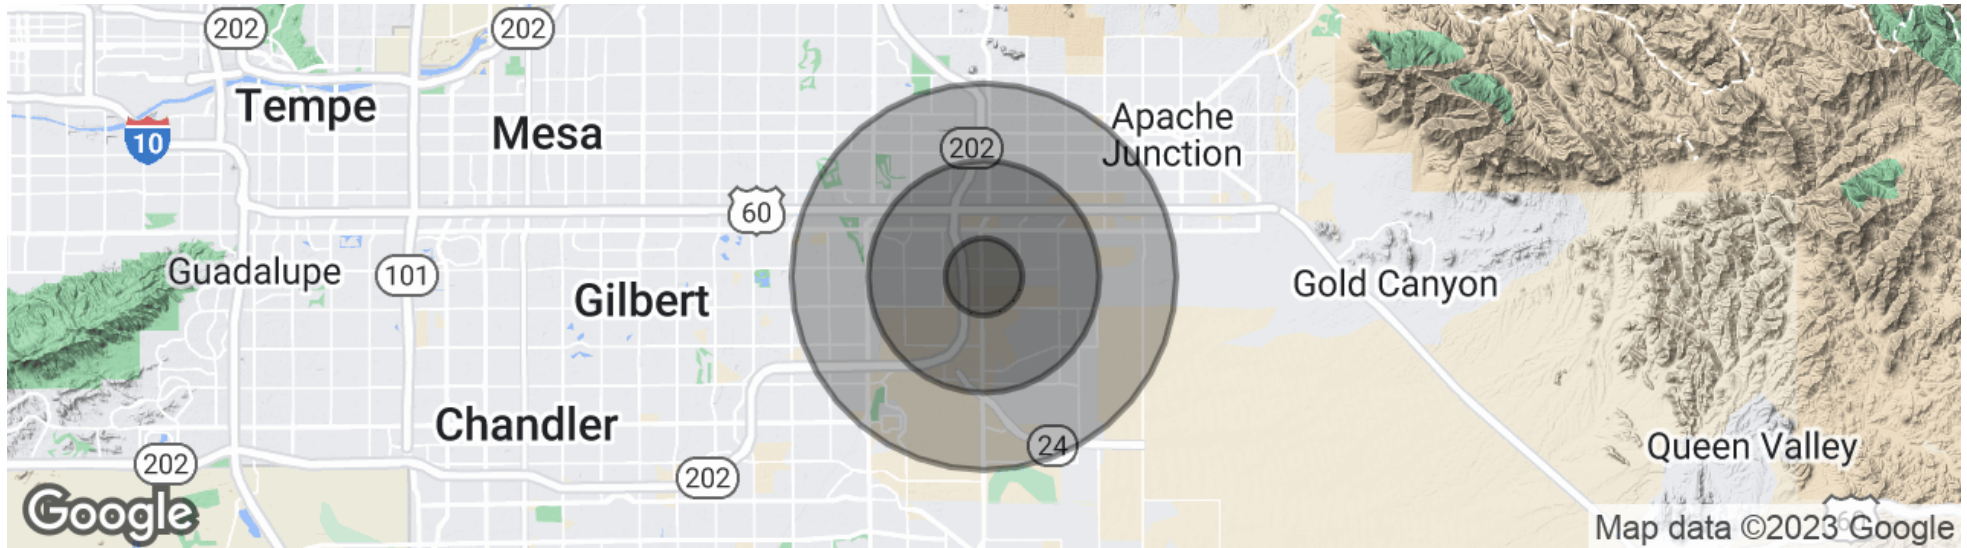 202
202
Tempe
10
Mesa
Apache
Junction
202
60
Guadalupe
101
Gilbert
Gold Canyon
Chandler
24
Queen Valley
202
202
Google
60
Map data ©2023 Google